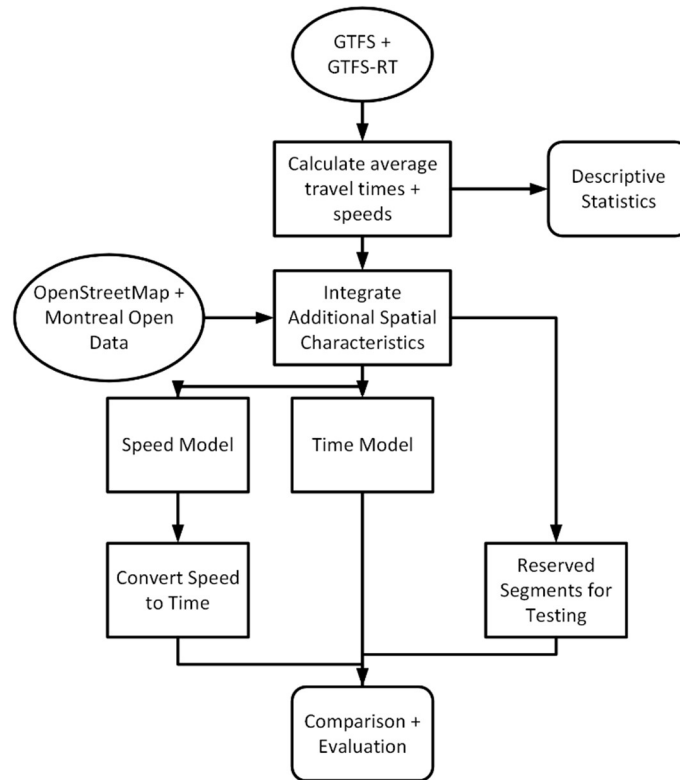 GTFS +
GTFS-RT
Calculate average
travel times +
speeds
Descriptive
Statistics
OpenStreetMap +
Montreal Open
Data
Integrate
Additional Spatial
Characteristics
Speed Model
Time Model
Convert Speed
to Time
Reserved
Segments for
Testing
Comparison +
Evaluation